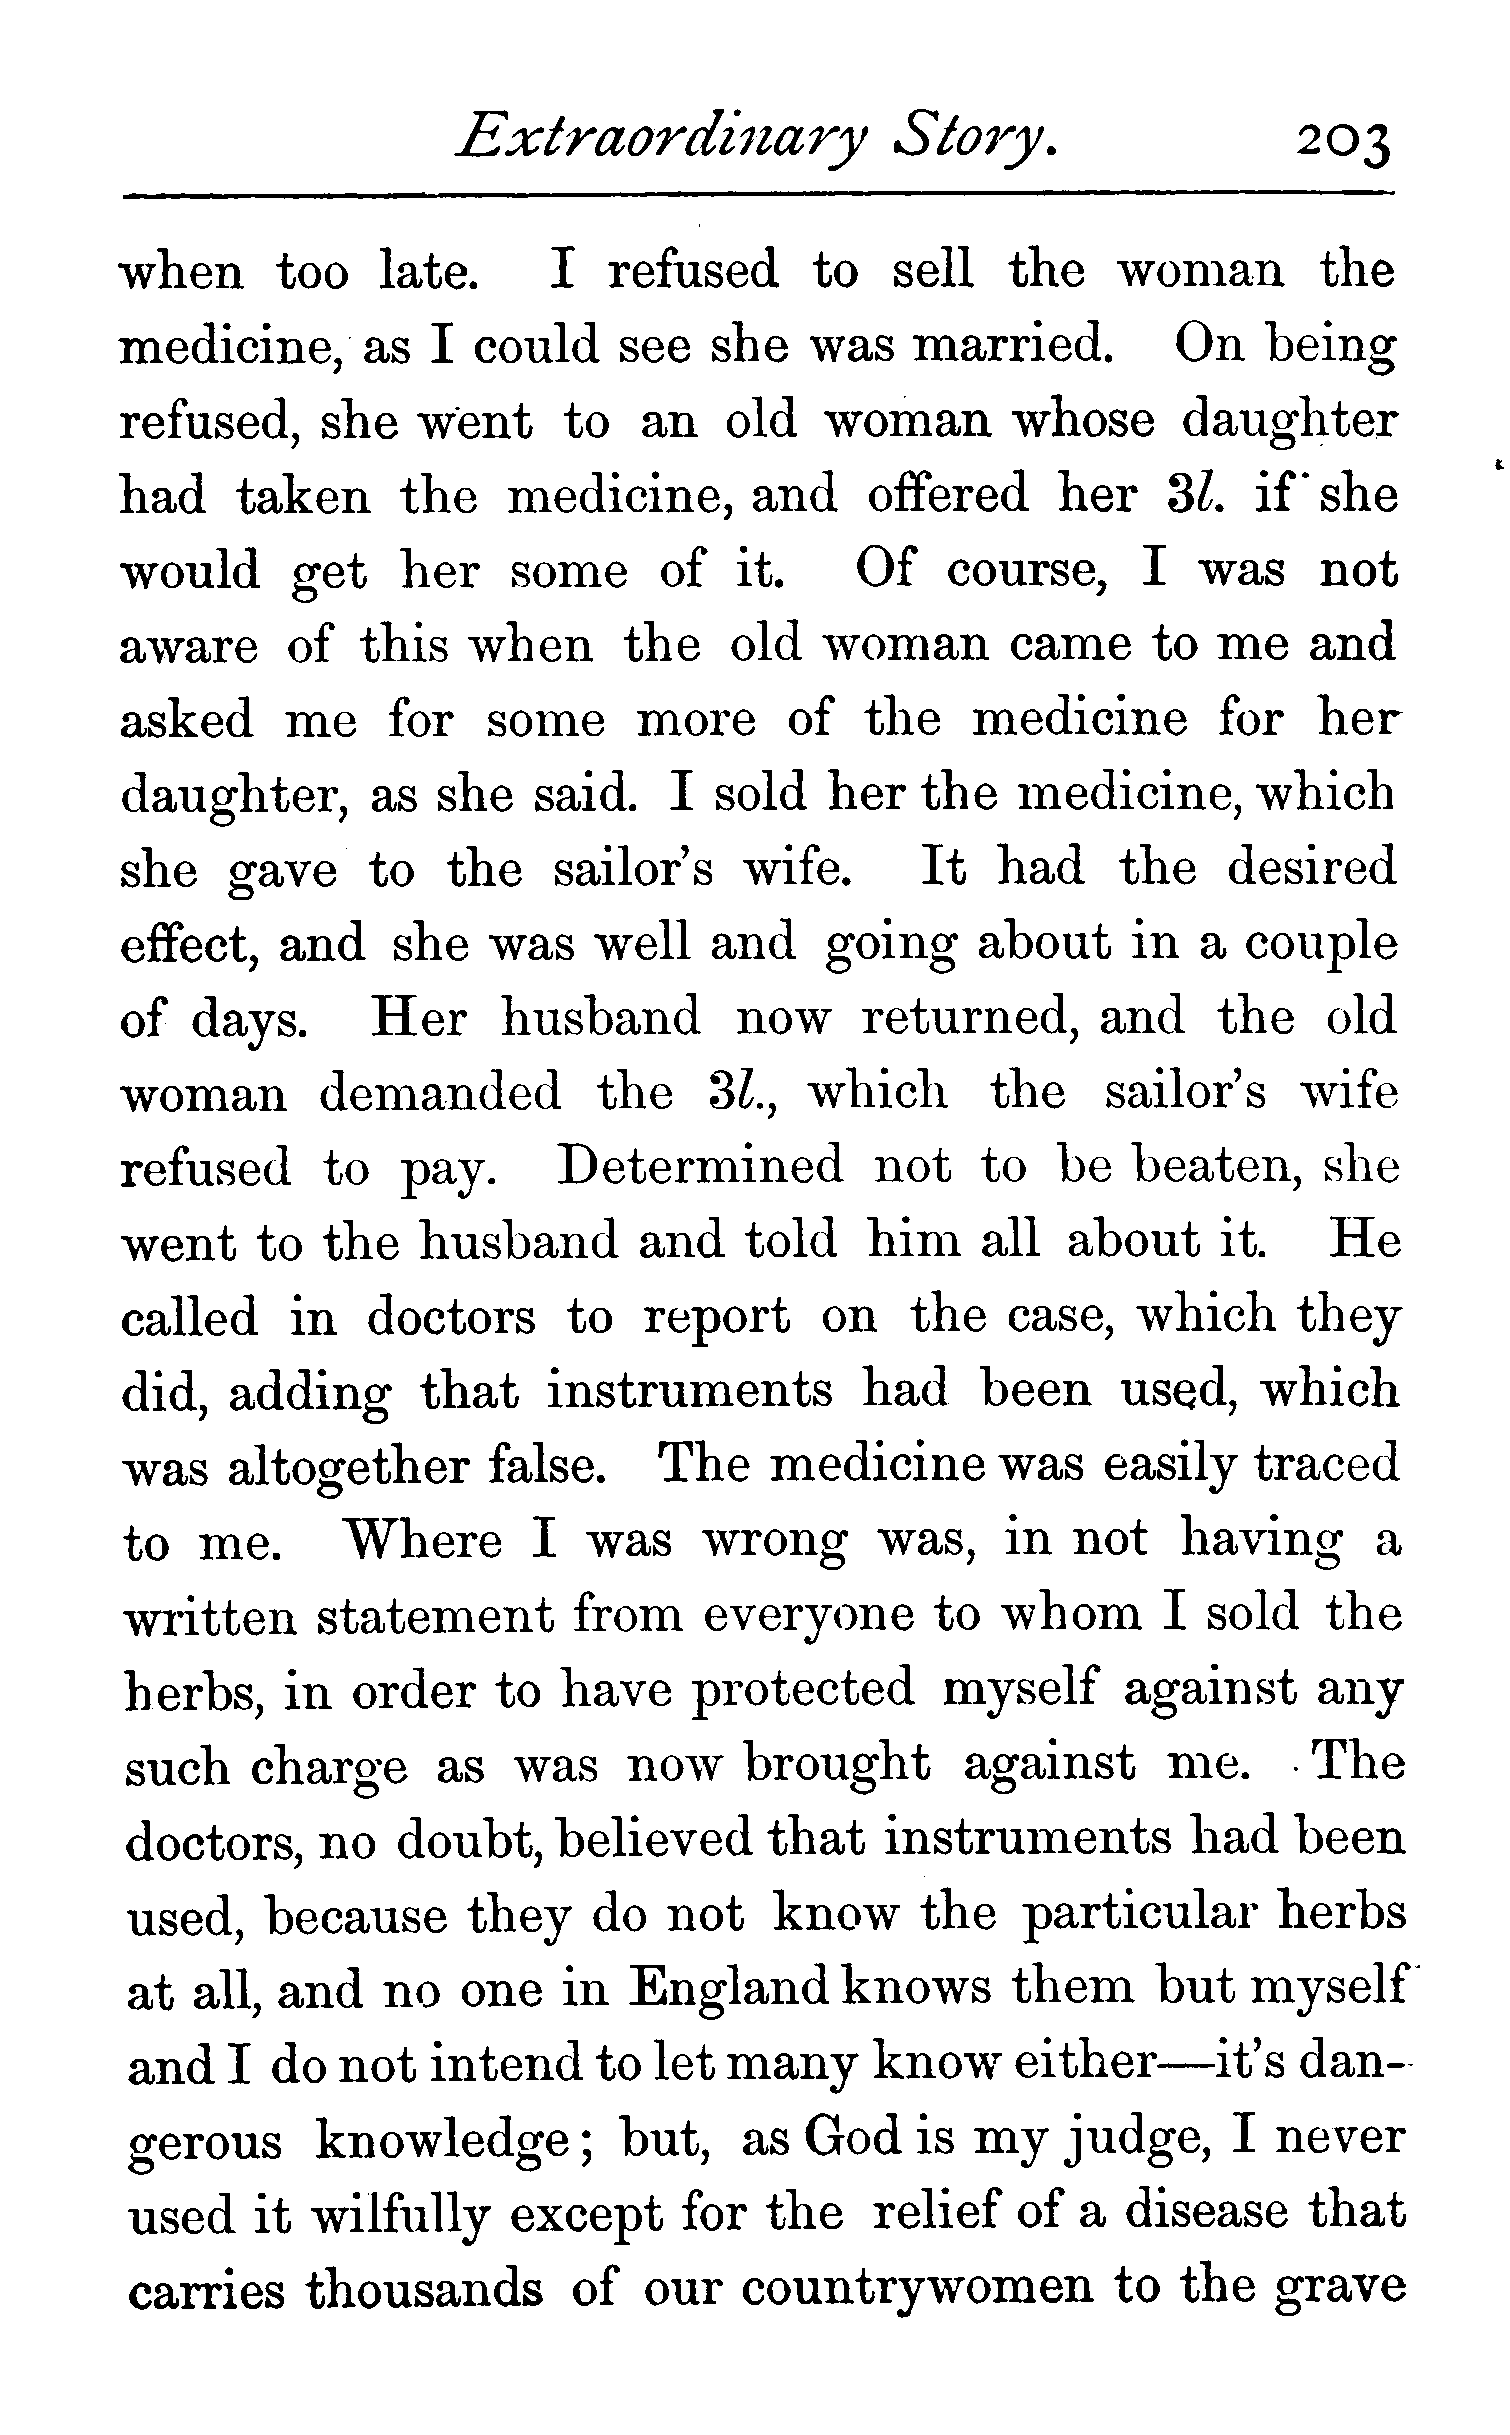 Extraordinary Story. 203
when too late. I refused to sell the woman the
medicine, as I could see she was married. On being
refused, she went to an old woman whose daughter
had taken the medicine, and offered her 3l. if she
would get her some of it. Of course, I was not
aware of this when the old woman came to me and
asked me for some more of the medicine for her
daughter, as she said. I sold her the medicine, which
she gave to the sailor's wife. It had the desired
effect, and she was well and going about in a couple
of days. Her husband now returned, and the old
woman demanded the 3l., which the sailor's wife
refused to pay. Determined not to be beaten, she
went to the husband and told him all about it. He
called in doctors to report on the case, which they
did, adding that instruments had been used, which
was altogether false. The medicine was easily traced
to me. Where I was wrong was, in not having a
written statement from everyone to whom I sold the
herbs, in order to have protected myself against any
such charge as was now brought against me. The
doctors, no doubt, believed that instruments had been
used, because they do not know the particular herbs
at all, and no one in England knows them but myself
and I do not intend to let many know either—it's dan-
gerous knowledge; but, as God is my judge, I never
used it wilfully except for the relief of a disease that
carries thousands of our countrywomen to the grave